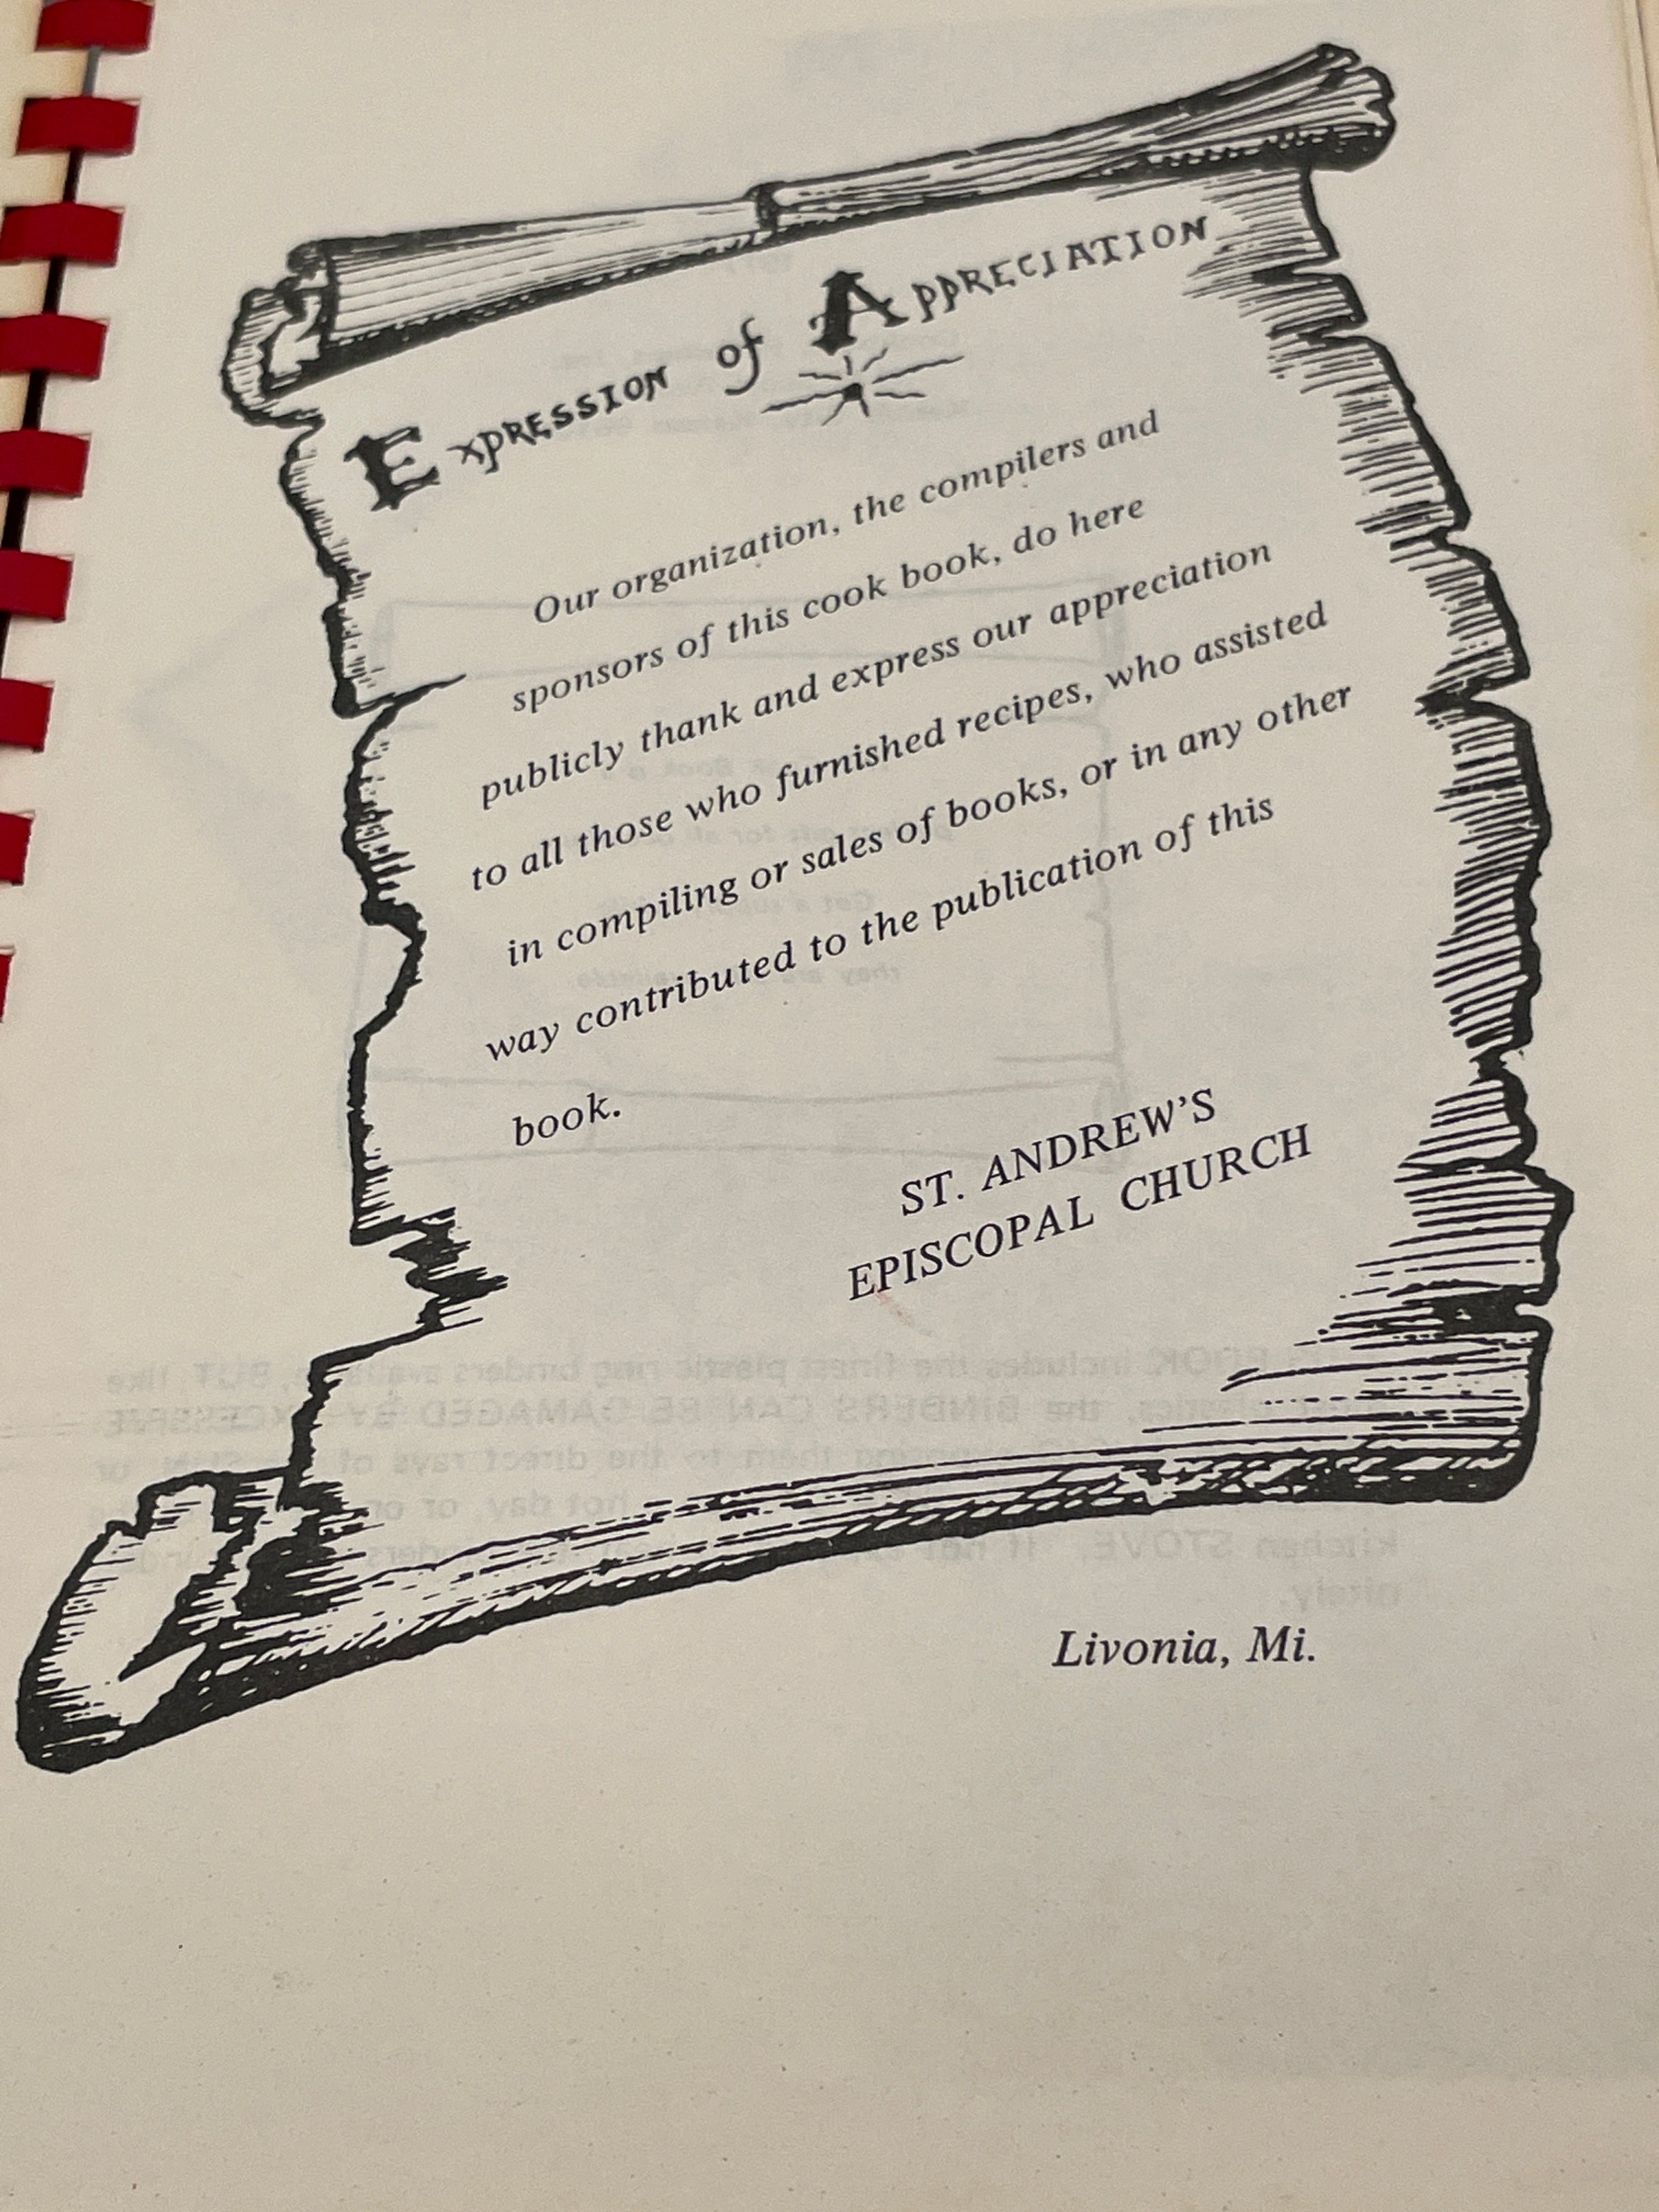 Expression of Appreciation
Our organization, the compilers and
sponsors of this cook book, do here
publicly thank and express our appreciation
to all those who furnished recipes, who assisted
in compiling or sales of books, or in any other
way contributed to the publication of this
book.
ST. ANDREW'S
EPISCOPAL CHURCH
Livonia, Mi.